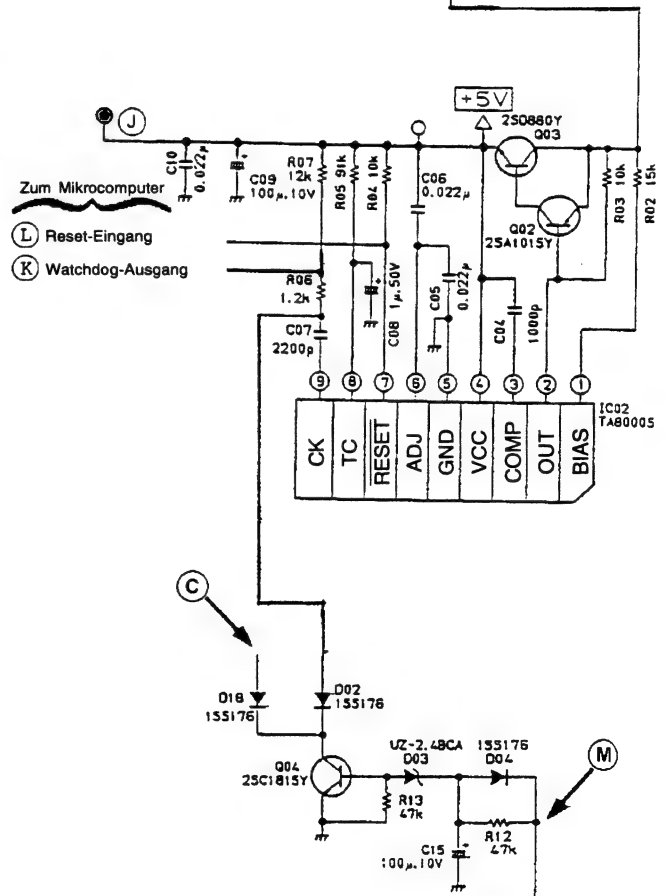 +5V
2SD880Y
Q03
J
C10
0.022µ
C09
100µ.10V
R07
12k
R05 91k
R04 10k
C06
0.022µ
Q02
2SA1015Y
R03 10k
R02 15k
Zum Mikrocomputer
L Reset-Eingang
K Watchdog-Ausgang
R06
1.2k
C07
2200p
C08 1µ.50V
C05
0.022µ
C04
1000p
9 8 7 6 5 4 3 2 1
IC02
TA8000S
CK
TC
RESET
ADJ
GND
VCC
COMP
OUT
BIAS
C
D18
1SS176
D02
1SS176
Q04
2SC1815Y
UZ-2.4BCA
D03
1SS176
D04
M
R13
47k
R12
47k
C15
100µ.10V